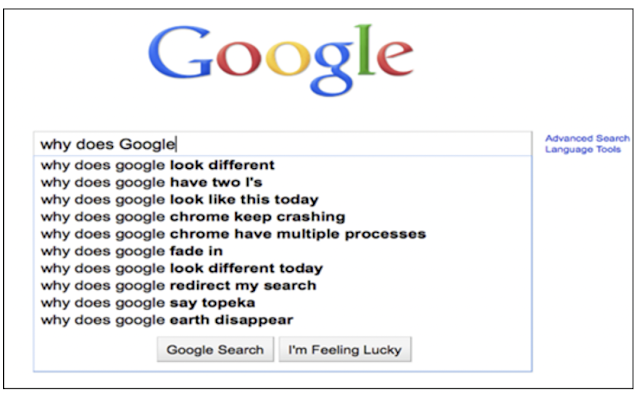 Google
why does Google
Advanced Search
Language Tools
why does google look different
why does google have two l's
why does google look like this today
why does google chrome keep crashing
why does google chrome have multiple processes
why does google fade in
why does google look different today
why does google redirect my search
why does google say topeka
why does google earth disappear
Google Search
I'm Feeling Lucky